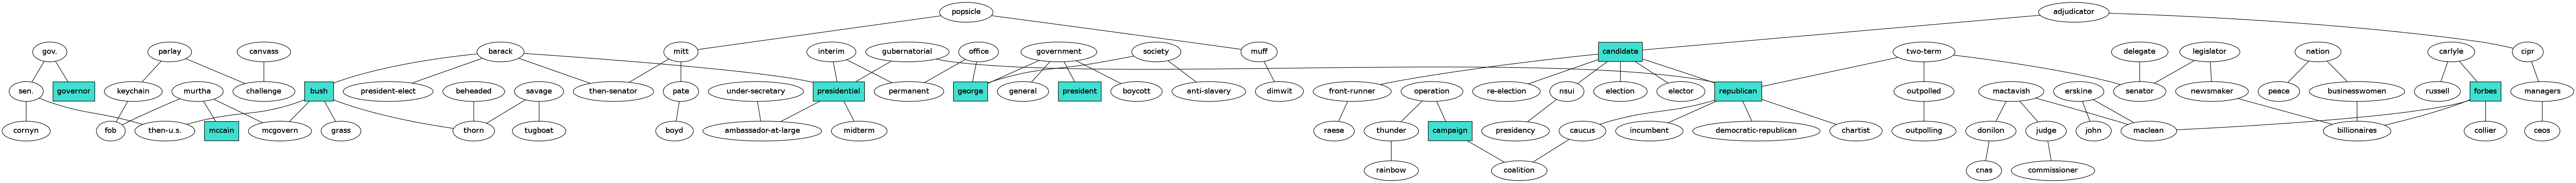 popsicle adjudicator
gov. parlay canvass barack mitt interim gubernatorial office government society muff candidate two-term delegate legislator nation carlyle cipr
sen. governor keychain challenge bush president-elect beheaded savage then-senator pate under-secretary presidential permanent george general president boycott anti-slavery dimwit front-runner operation re-election nsui election elector republican outpolled senator newsmaker peace businesswomen russell forbes managers
murtha mactavish erskine
cornyn fob then-u.s. mccain mcgovern grass thorn tugboat boyd ambassador-at-large midterm raese thunder campaign presidency caucus incumbent democratic-republican chartist outpolling donilon judge john maclean billionaires collier ceos
rainbow coalition cnas commissioner